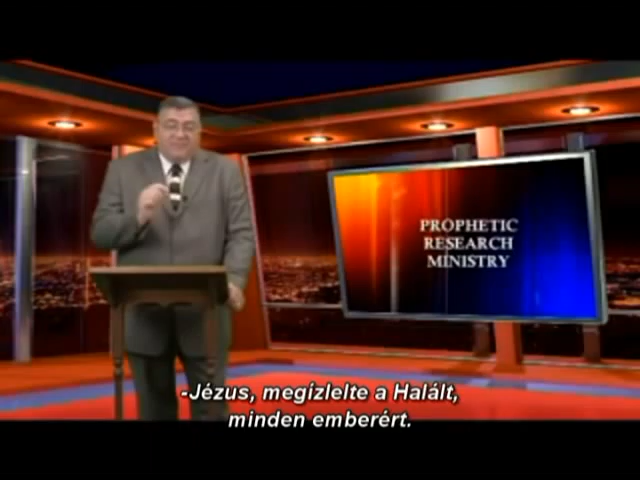 PROPHETIC
RESEARCH
MINISTRY
-Jézus, megízlelte a Halált,
minden emberért.